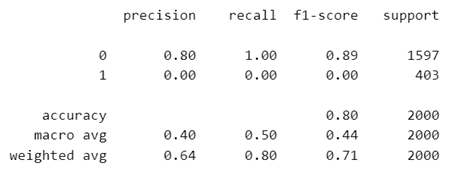 precision recall f1-score support
0 0.80 1.00 0.89 1597
1 0.00 0.00 0.00 403
accuracy 0.80 2000
macro avg 0.40 0.50 0.44 2000
weighted avg 0.64 0.80 0.71 2000